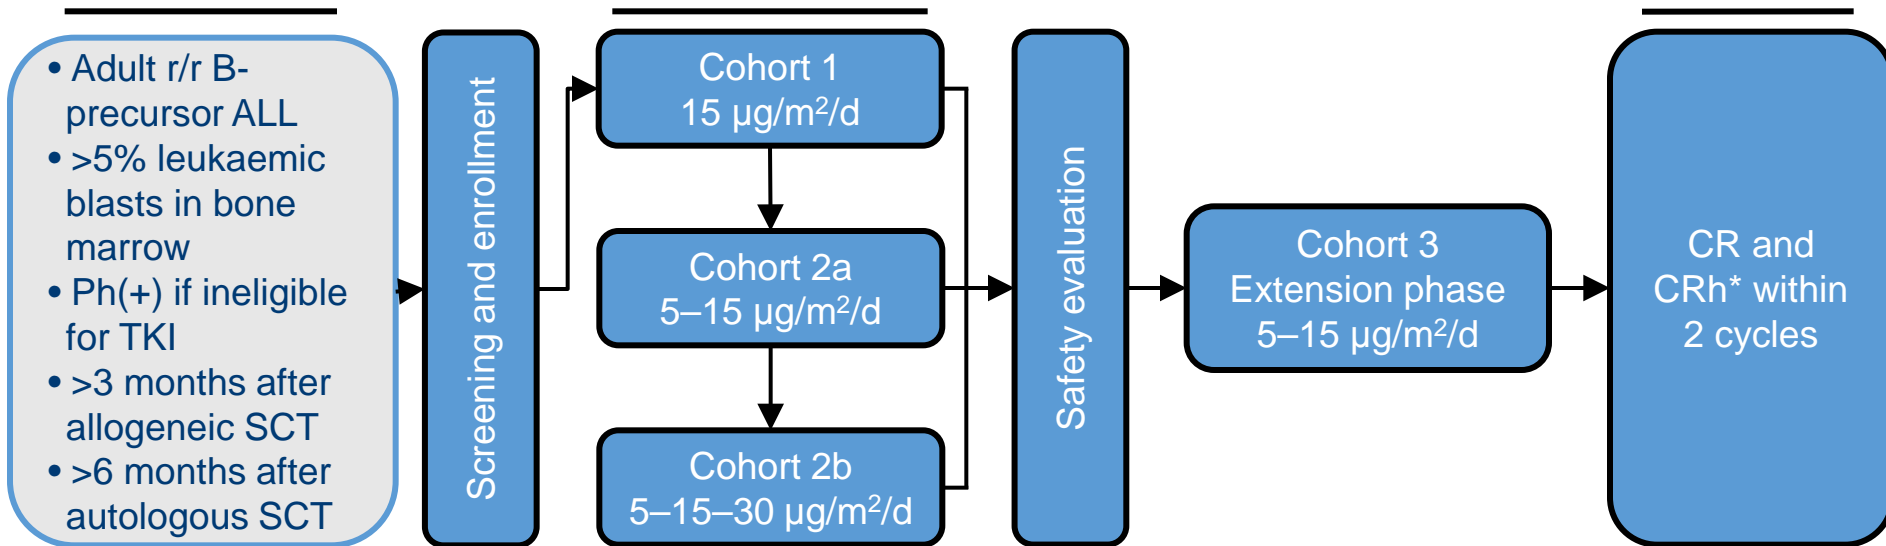 • Adult r/r B-
precursor ALL
• >5% leukaemic
blasts in bone
marrow
• Ph(+) if ineligible
for TKI
• >3 months after
allogeneic SCT
• >6 months after
autologous SCT
Screening and enrollment
Cohort 1
15 µg/m²/d
Cohort 2a
5–15 µg/m²/d
Cohort 2b
5–15–30 µg/m²/d
Safety evaluation
Cohort 3
Extension phase
5–15 µg/m²/d
CR and
CRh* within
2 cycles